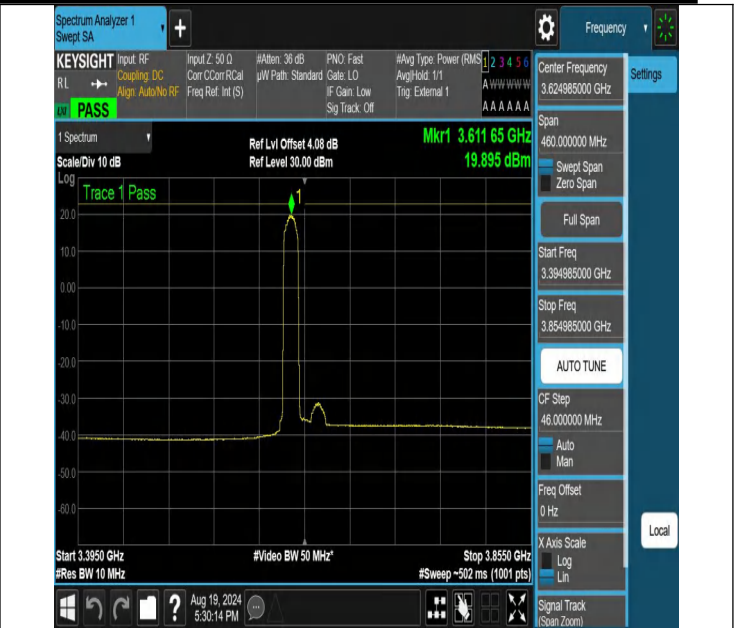 Spectrum Analyzer 1
Swept SA
+
Frequency
KEYSIGHT
RL
PASS
Input: RF
Coupling: DC
Align: Auto/No RF
Input Z: 50 Ω
Corr CCorr RCal
Freq Ref: Int (S)
#Atten: 36 dB
µW Path: Standard
PNO: Fast
Gate: LO
IF Gain: Low
Sig Track: Off
#Avg Type: Power (RMS
Avg|Hold: 1/1
Trig: External 1
1 2 3 4 5 6
A W W W W W
A A A A A A
1 Spectrum
Scale/Div 10 dB
Ref Lvl Offset 4.08 dB
Ref Level 30.00 dBm
Mkr1 3.611 65 GHz
19.895 dBm
Log
Trace 1 Pass
1
20.0
10.0
0.00
-10.0
-20.0
-30.0
-40.0
-50.0
-60.0
Start 3.3950 GHz
#Res BW 10 MHz
#Video BW 50 MHz*
Stop 3.8550 GHz
#Sweep ~502 ms (1001 pts)
Aug 19, 2024
5:30:14 PM
?
Center Frequency
3.624985000 GHz
Settings
Span
460.000000 MHz
Swept Span
Zero Span
Full Span
Start Freq
3.394985000 GHz
Stop Freq
3.854985000 GHz
AUTO TUNE
CF Step
46.000000 MHz
Auto
Man
Freq Offset
0 Hz
X Axis Scale
Log
Lin
Local
Signal Track
(Span Zoom)